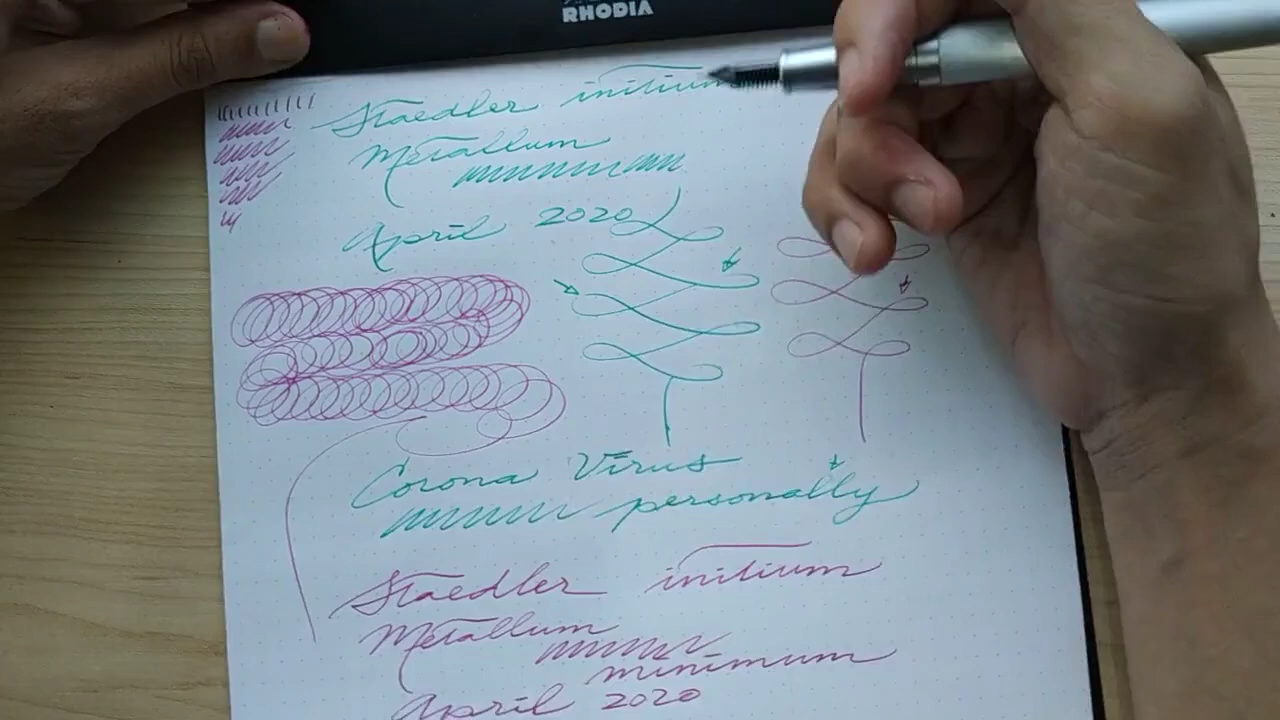 RHODIA
Staedler initium
Metallum
April 2020
Corona Virus
personally
Staedler initium
Metallum
minimum
April 2020